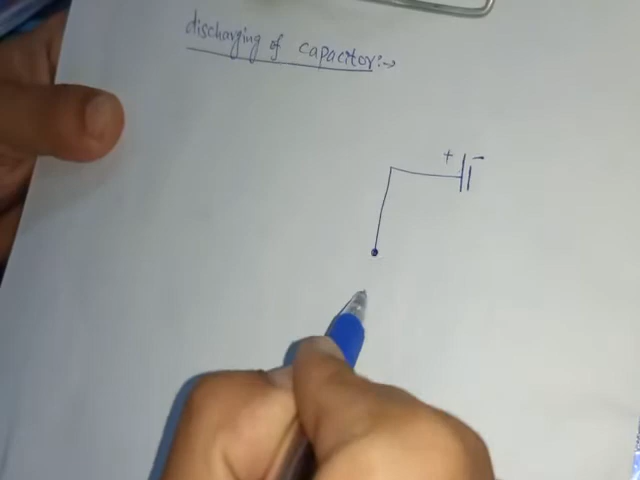 discharging of capacitor:→
+ -